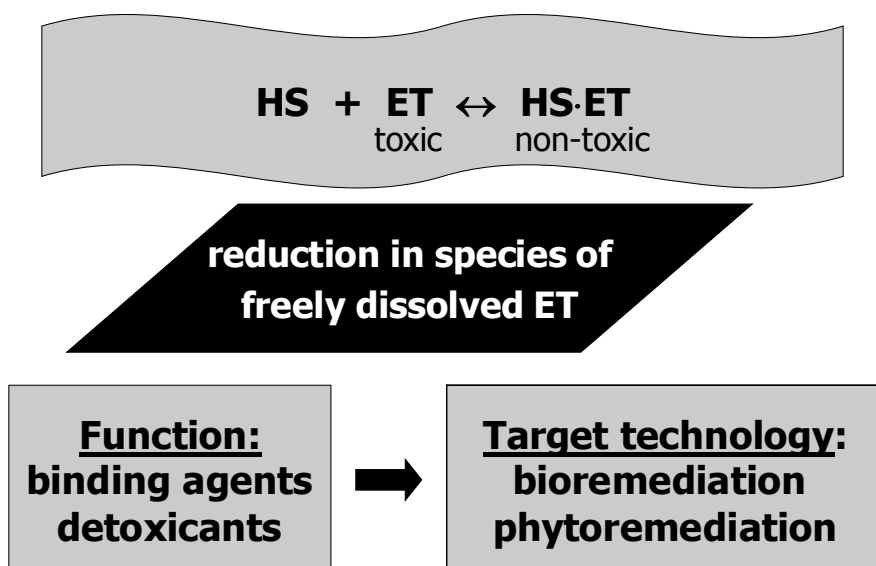 HS + ET ↔ HS·ET
toxic non-toxic
reduction in species of
freely dissolved ET
Function:
binding agents
detoxicants
Target technology:
bioremediation
phytoremediation